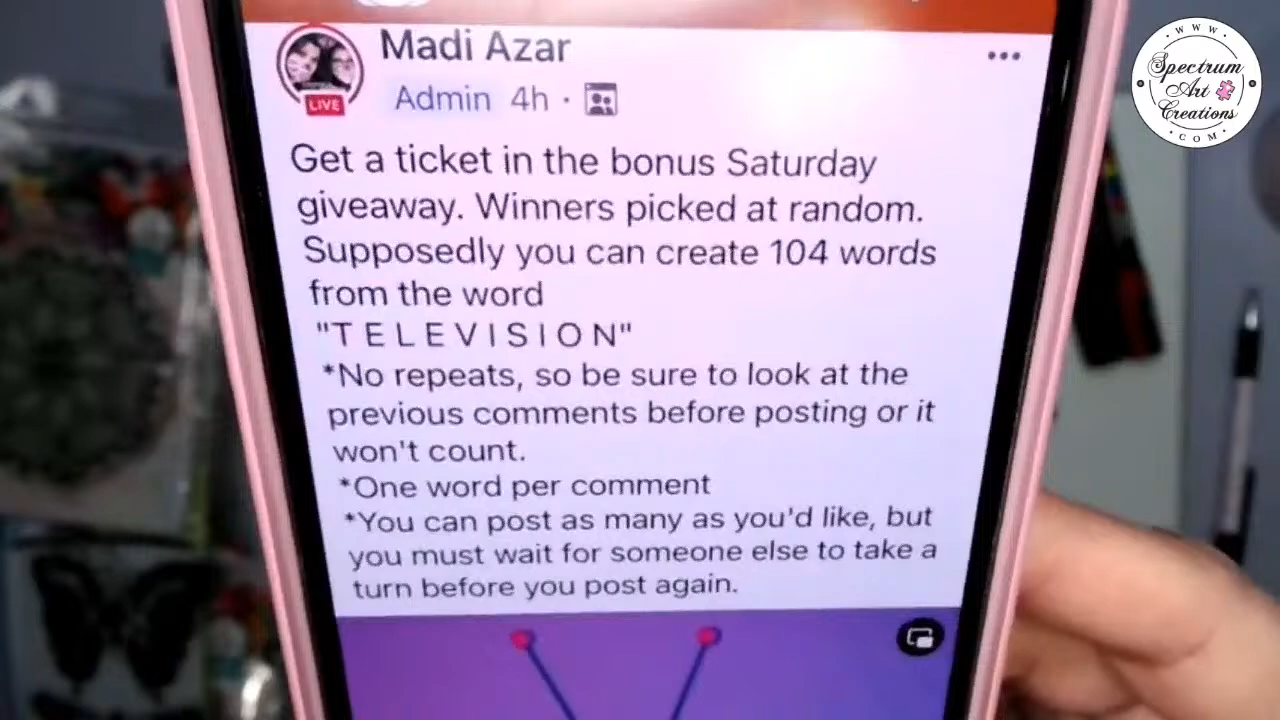 Madi Azar
LIVE
Admin 4h ·
Get a ticket in the bonus Saturday
giveaway. Winners picked at random.
Supposedly you can create 104 words
from the word
"T E L E V I S I O N"
*No repeats, so be sure to look at the
previous comments before posting or it
won't count.
*One word per comment
*You can post as many as you'd like, but
you must wait for someone else to take a
turn before you post again.
· WWW ·
Spectrum
Art
Creations
· COM ·